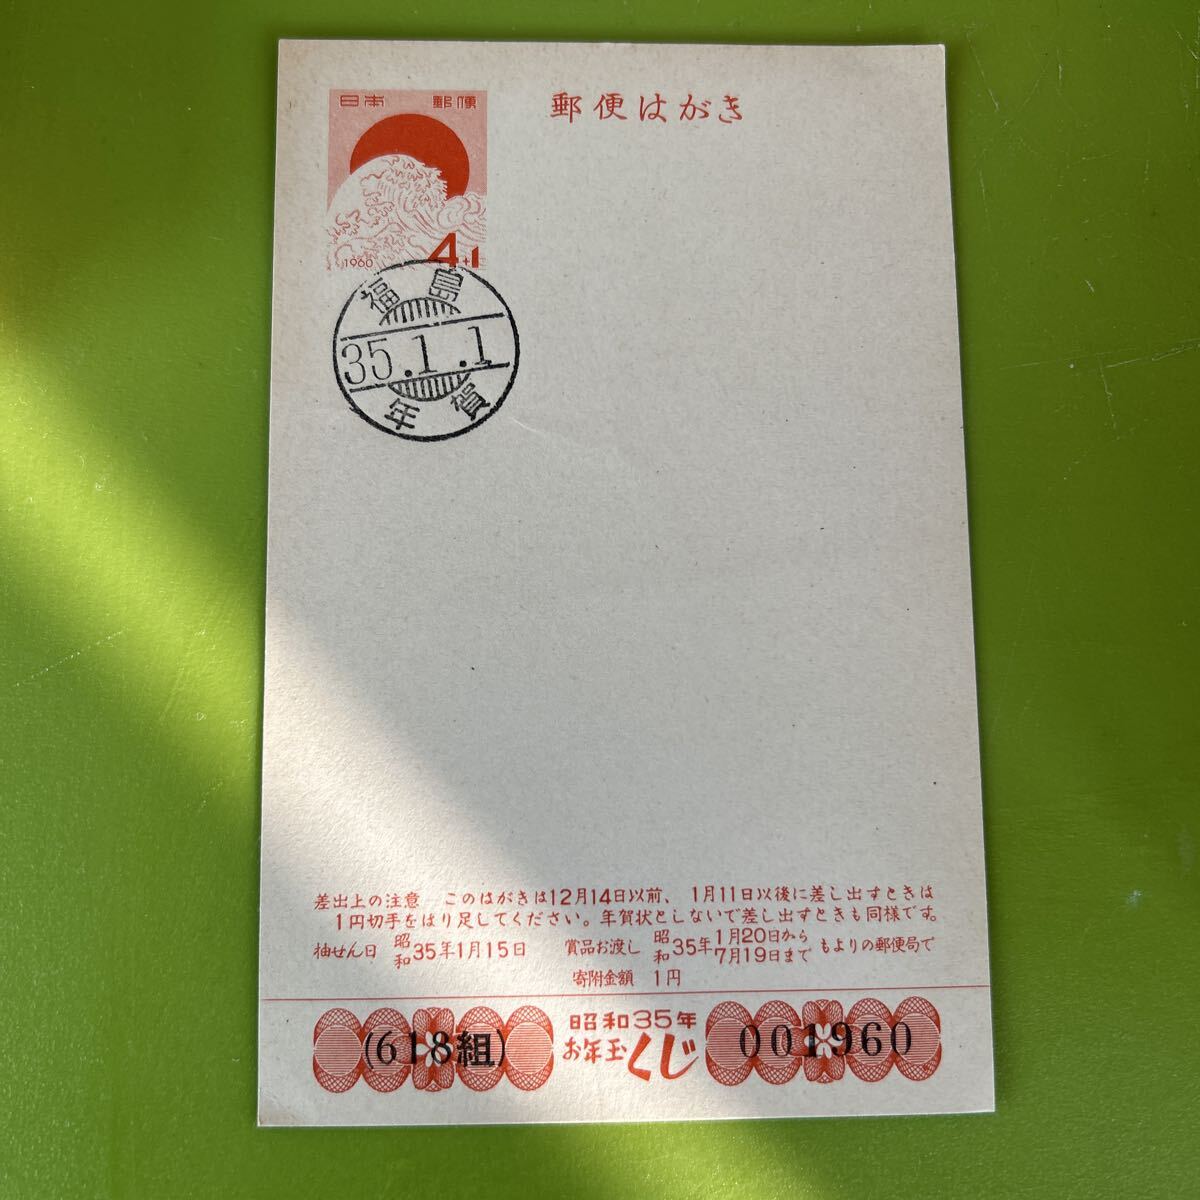 日本 郵便
1960 4+1
郵便はがき
福島
35.1.1
年賀
差出上の注意 このはがきは12月14日以前、1月11日以後に差し出すときは
1円切手をはり足してください。年賀状としないで差し出すときも同様です。
抽せん日 昭和35年1月15日 賞品お渡し 昭和35年1月20日から7月19日まで もよりの郵便局で
寄附金額 1円
(618組)
昭和35年
お年玉くじ
001960